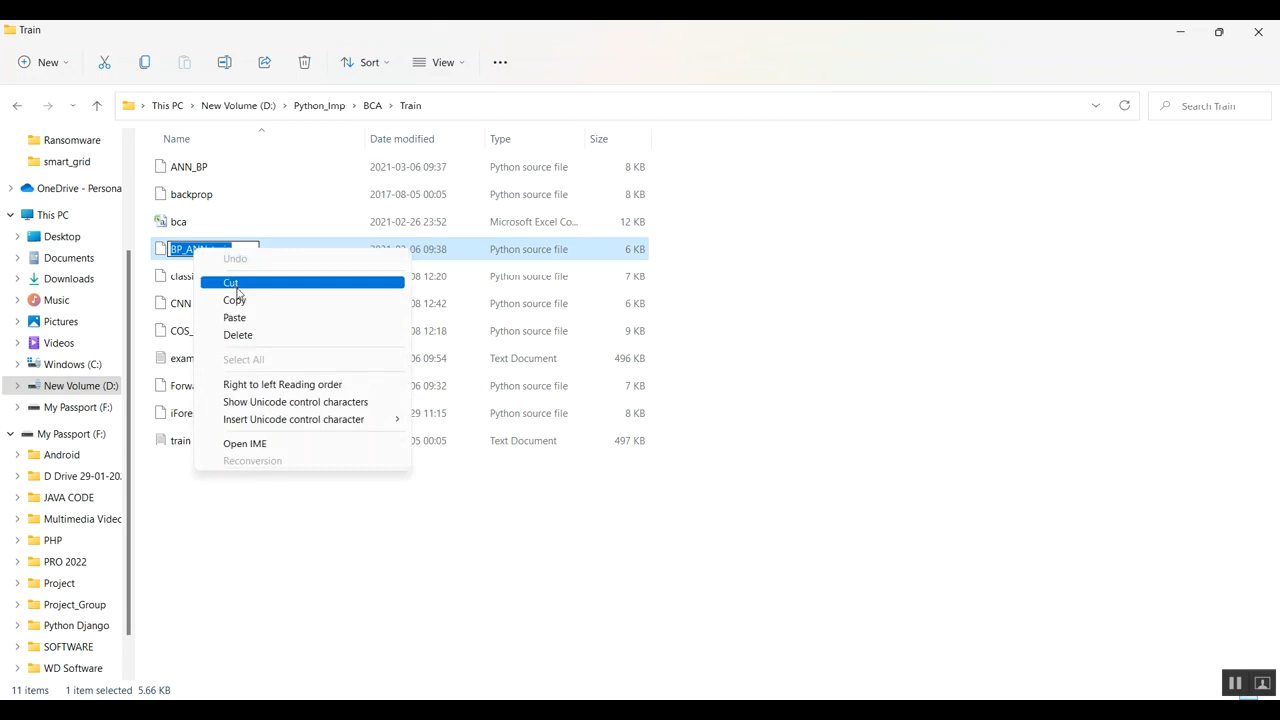 Train
New
Sort
View
This PC
New Volume (D:)
Python_Imp
BCA
Train
Search Train
Ransomware
smart_grid
OneDrive - Persona
This PC
Desktop
Documents
Downloads
Music
Pictures
Videos
Windows (C:)
New Volume (D:)
My Passport (F:)
My Passport (F:)
Android
D Drive 29-01-20
JAVA CODE
Multimedia Videc
PHP
PRO 2022
Project
Project_Group
Python Django
SOFTWARE
WD Software
Name Date modified Type Size
ANN_BP 2021-03-06 09:37 Python source file 8 KB
backprop 2017-08-05 00:05 Python source file 8 KB
bca 2021-02-26 23:52 Microsoft Excel Co... 12 KB
06 09:38 Python source file 6 KB
classi 08 12:20 Python source file 7 KB
CNN 08 12:42 Python source file 6 KB
COS_ 08 12:18 Python source file 9 KB
exam 06 09:54 Text Document 496 KB
Forwa 06 09:32 Python source file 7 KB
iFore 29 11:15 Python source file 8 KB
train 05 00:05 Text Document 497 KB
Undo
Cut
Copy
Paste
Delete
Select All
Right to left Reading order
Show Unicode control characters
Insert Unicode control character
Open IME
Reconversion
11 items 1 item selected 5.66 KB